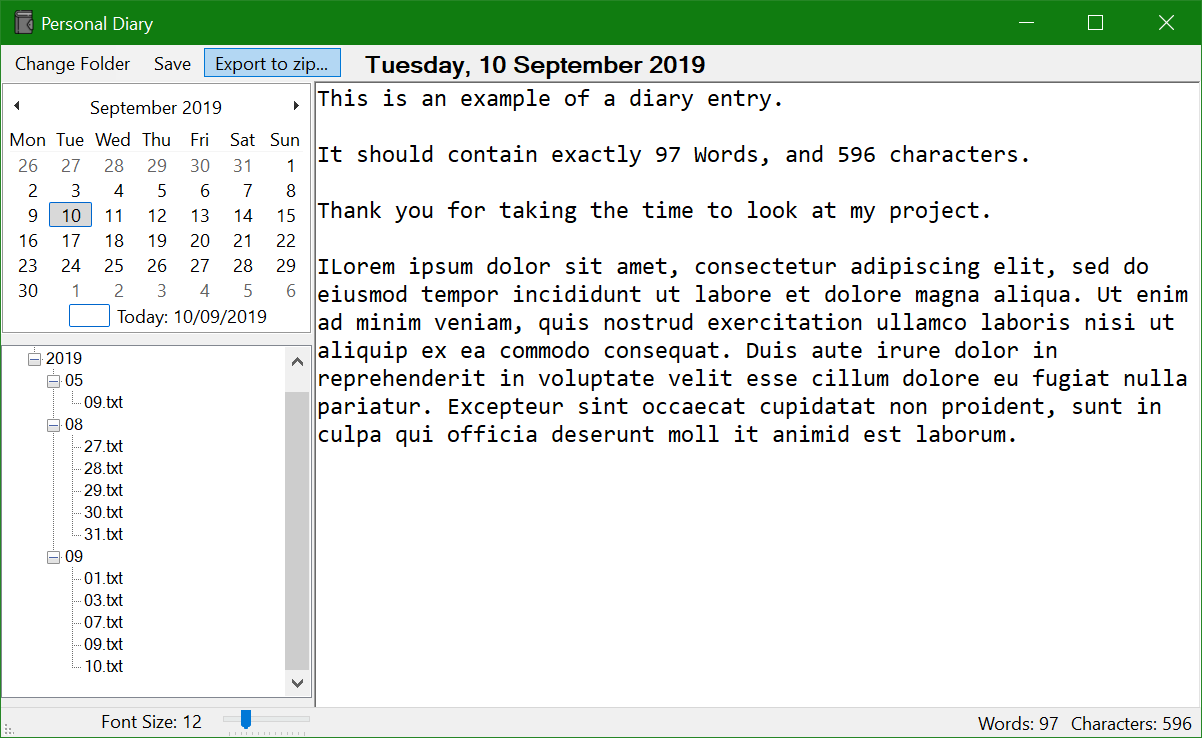 Personal Diary
Change Folder Save Export to zip... Tuesday, 10 September 2019
September 2019
Mon Tue Wed Thu Fri Sat Sun
26 27 28 29 30 31 1
2 3 4 5 6 7 8
9 10 11 12 13 14 15
16 17 18 19 20 21 22
23 24 25 26 27 28 29
30 1 2 3 4 5 6
Today: 10/09/2019
2019
05
09.txt
08
27.txt
28.txt
29.txt
30.txt
31.txt
09
01.txt
03.txt
07.txt
09.txt
10.txt
This is an example of a diary entry.
It should contain exactly 97 Words, and 596 characters.
Thank you for taking the time to look at my project.
ILorem ipsum dolor sit amet, consectetur adipiscing elit, sed do
eiusmod tempor incididunt ut labore et dolore magna aliqua. Ut enim
ad minim veniam, quis nostrud exercitation ullamco laboris nisi ut
aliquip ex ea commodo consequat. Duis aute irure dolor in
reprehenderit in voluptate velit esse cillum dolore eu fugiat nulla
pariatur. Excepteur sint occaecat cupidatat non proident, sunt in
culpa qui officia deserunt moll it animid est laborum.
Font Size: 12
Words: 97 Characters: 596